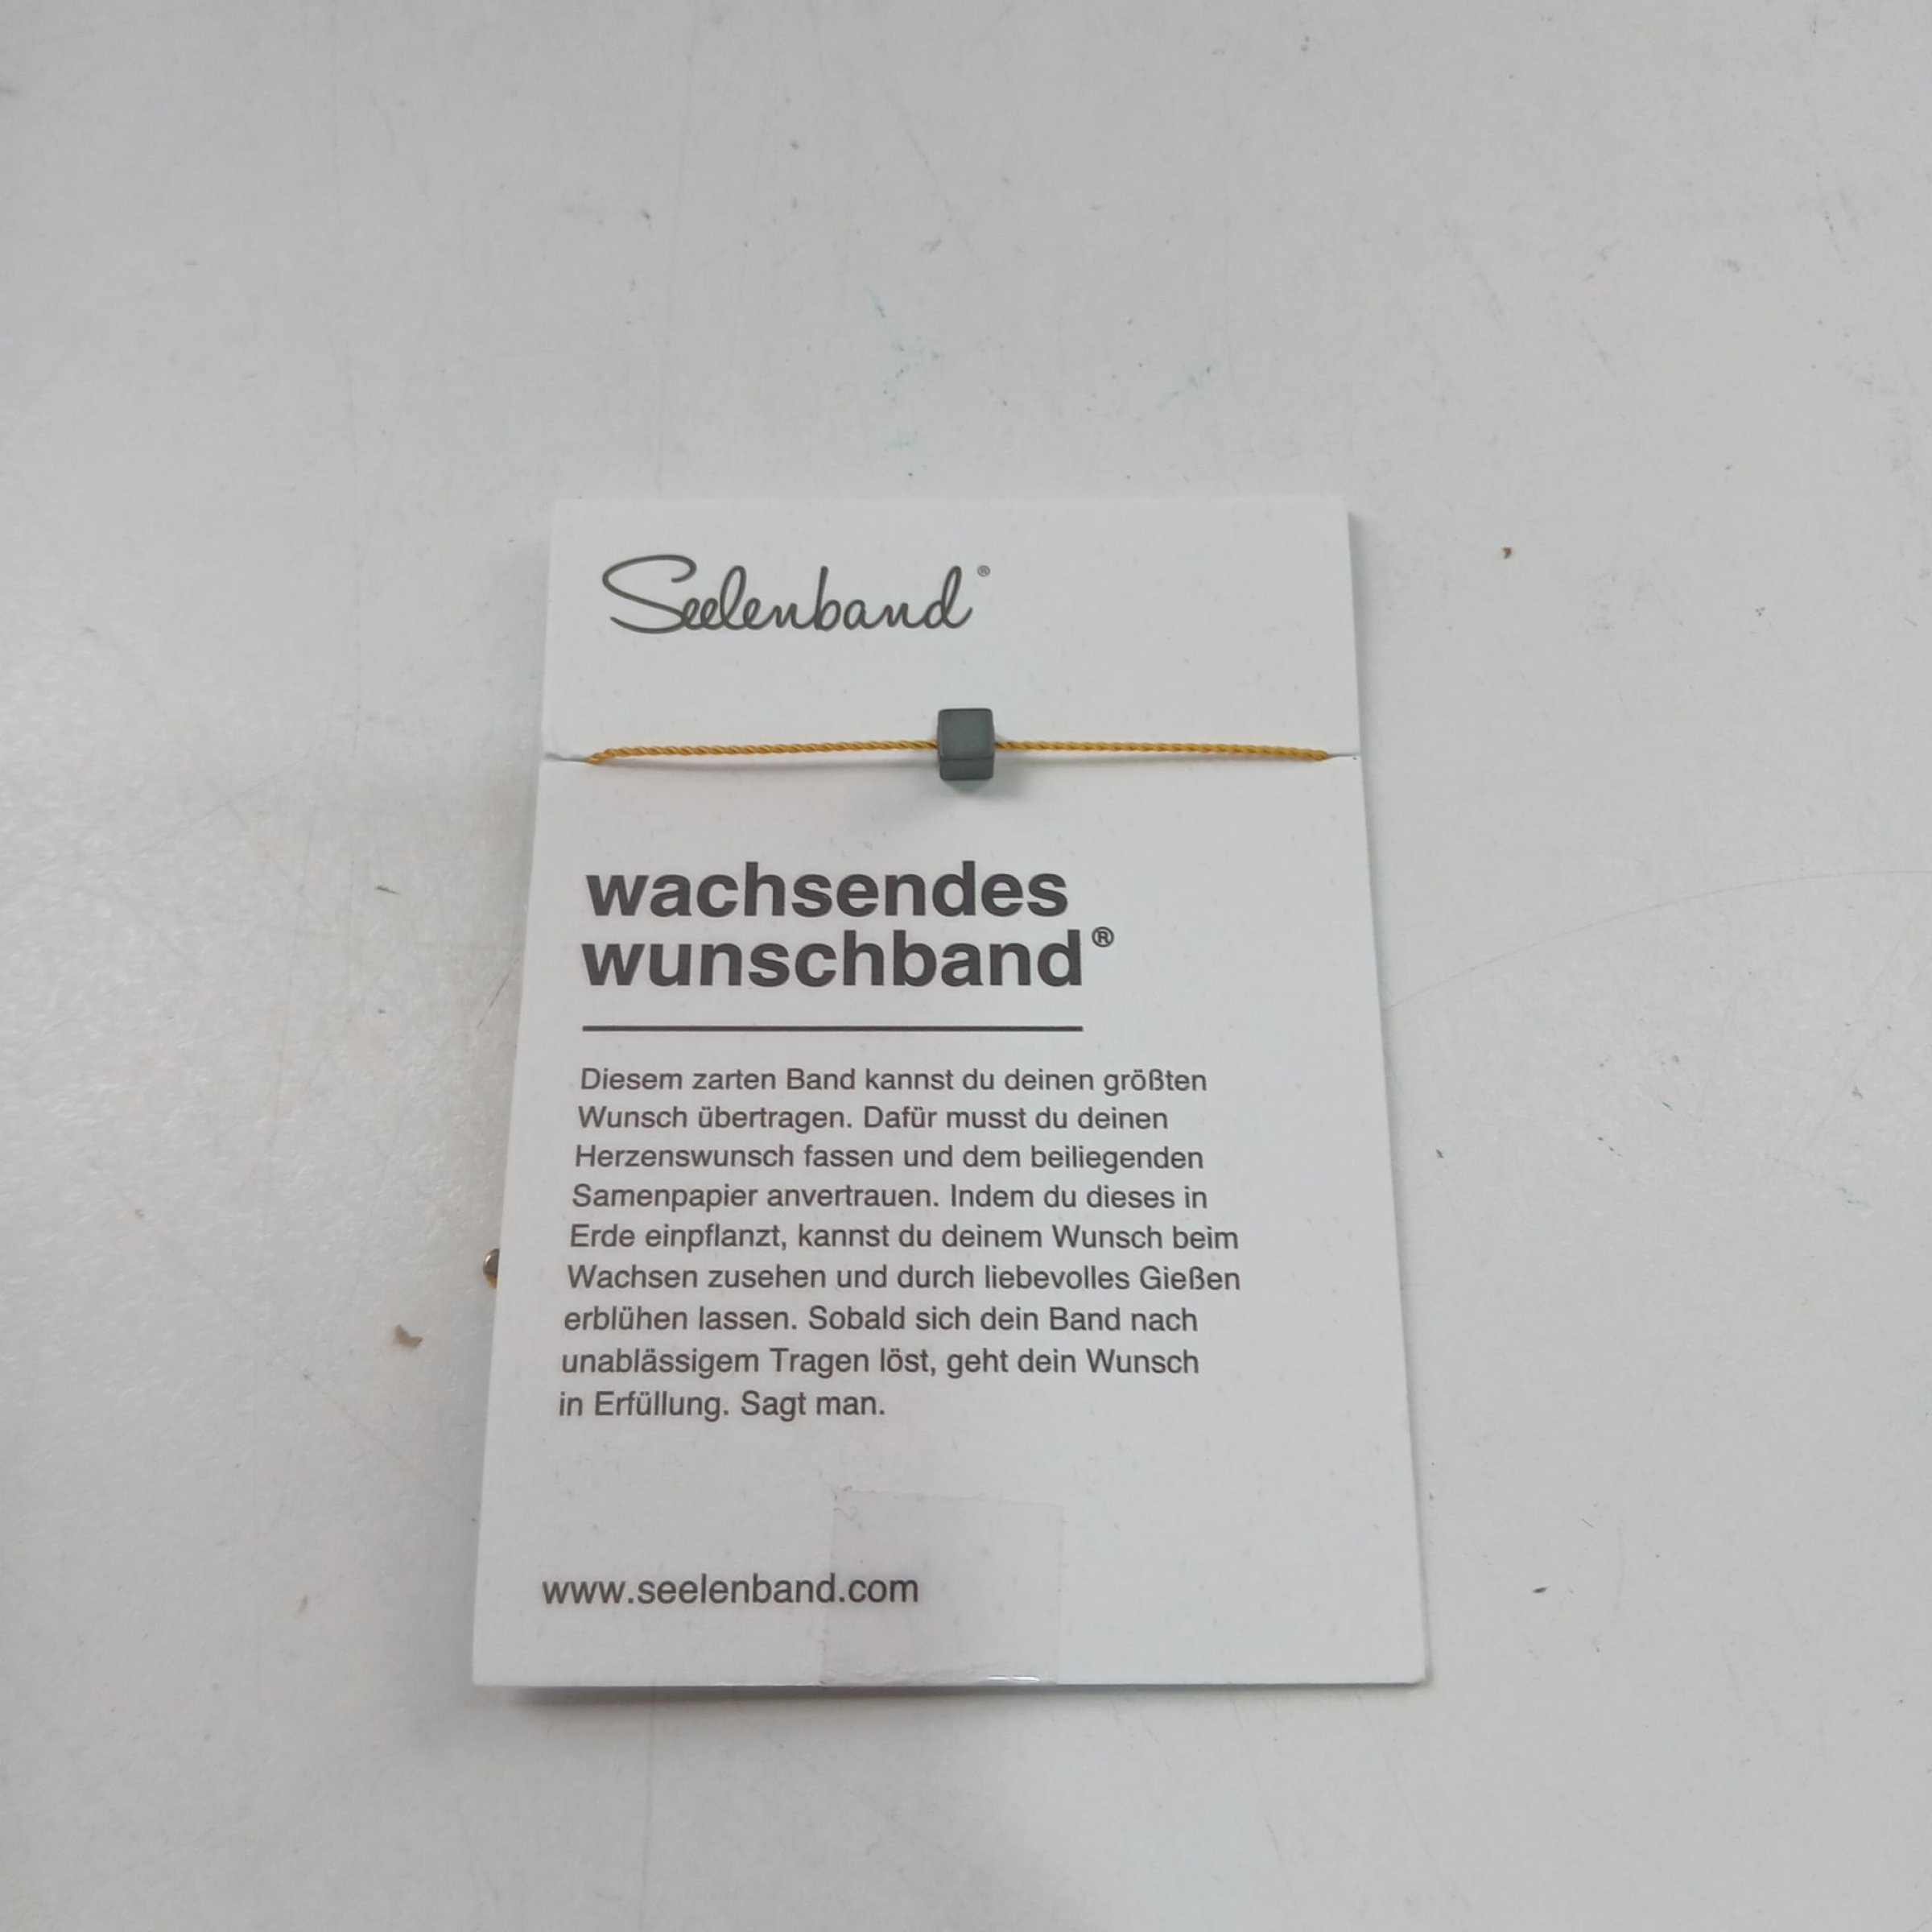 Seelenband®
wachsendes
wunschband®
Diesem zarten Band kannst du deinen größten
Wunsch übertragen. Dafür musst du deinen
Herzenswunsch fassen und dem beiliegenden
Samenpapier anvertrauen. Indem du dieses in
Erde einpflanzt, kannst du deinem Wunsch beim
Wachsen zusehen und durch liebevolles Gießen
erblühen lassen. Sobald sich dein Band nach
unablässigem Tragen löst, geht dein Wunsch
in Erfüllung. Sagt man.
www.seelenband.com